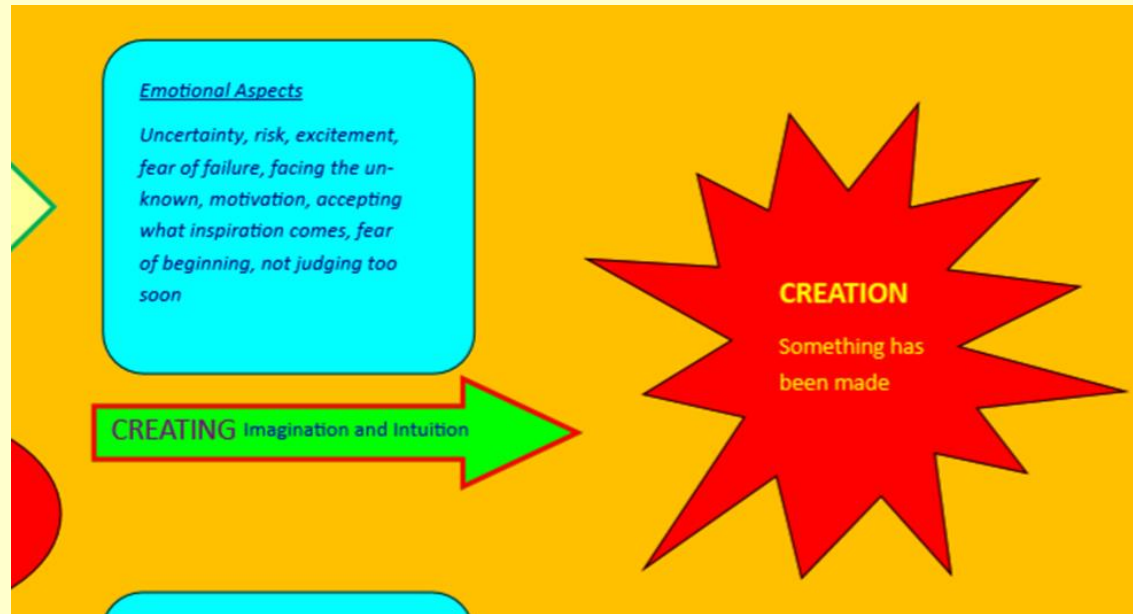 Emotional Aspects
Uncertainty, risk, excitement,
fear of failure, facing the un-
known, motivation, accepting
what inspiration comes, fear
of beginning, not judging too
soon
CREATING Imagination and Intuition
CREATION
Something has
been made